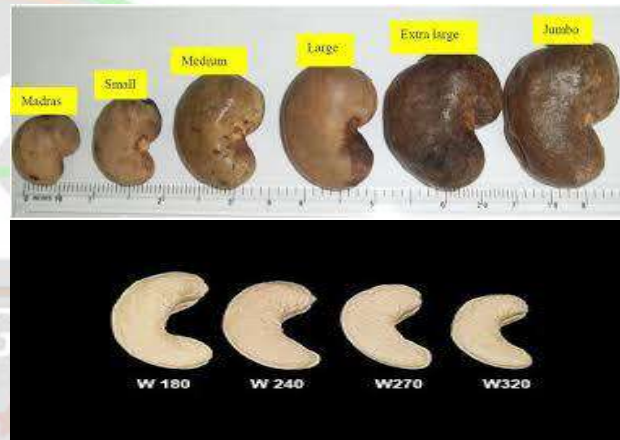 Madras
Small
Medium
Large
Extra large
Jumbo
W 180
W 240
W270
W320